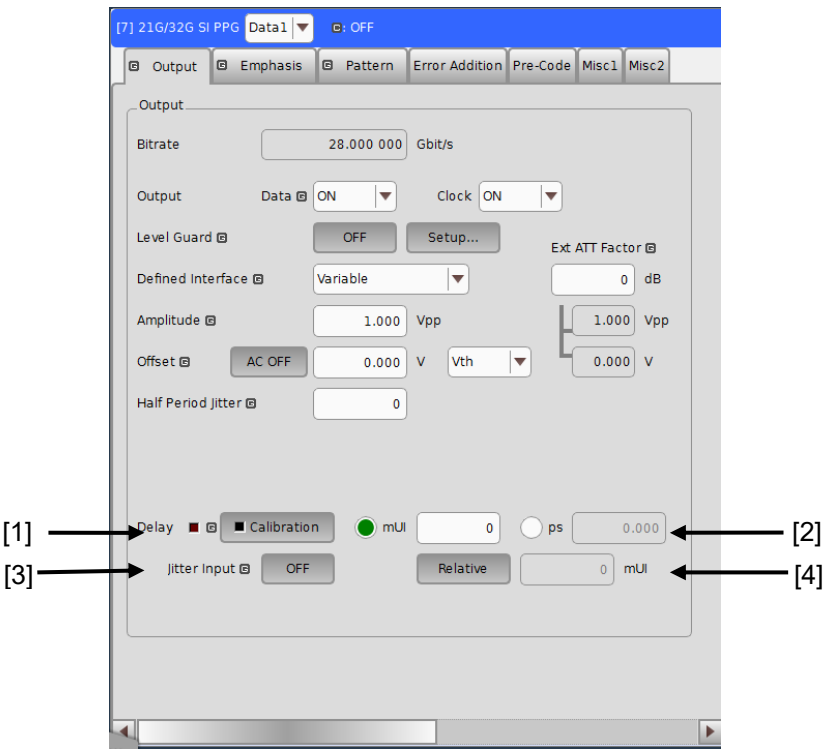 [7] 21G/32G SI PPG Data1 C: OFF
G Output G Emphasis G Pattern Error Addition Pre-Code Misc1 Misc2
Output
Bitrate 28.000 000 Gbit/s
Output Data G ON Clock ON
Level Guard G OFF Setup... Ext ATT Factor G
Defined Interface G Variable 0 dB
Amplitude G 1.000 Vpp 1.000 Vpp
Offset G AC OFF 0.000 V Vth 0.000 V
Half Period Jitter G 0
[1] Delay G Calibration mUI 0 ps 0.000 [2]
[3] Jitter Input G OFF Relative 0 mUI [4]